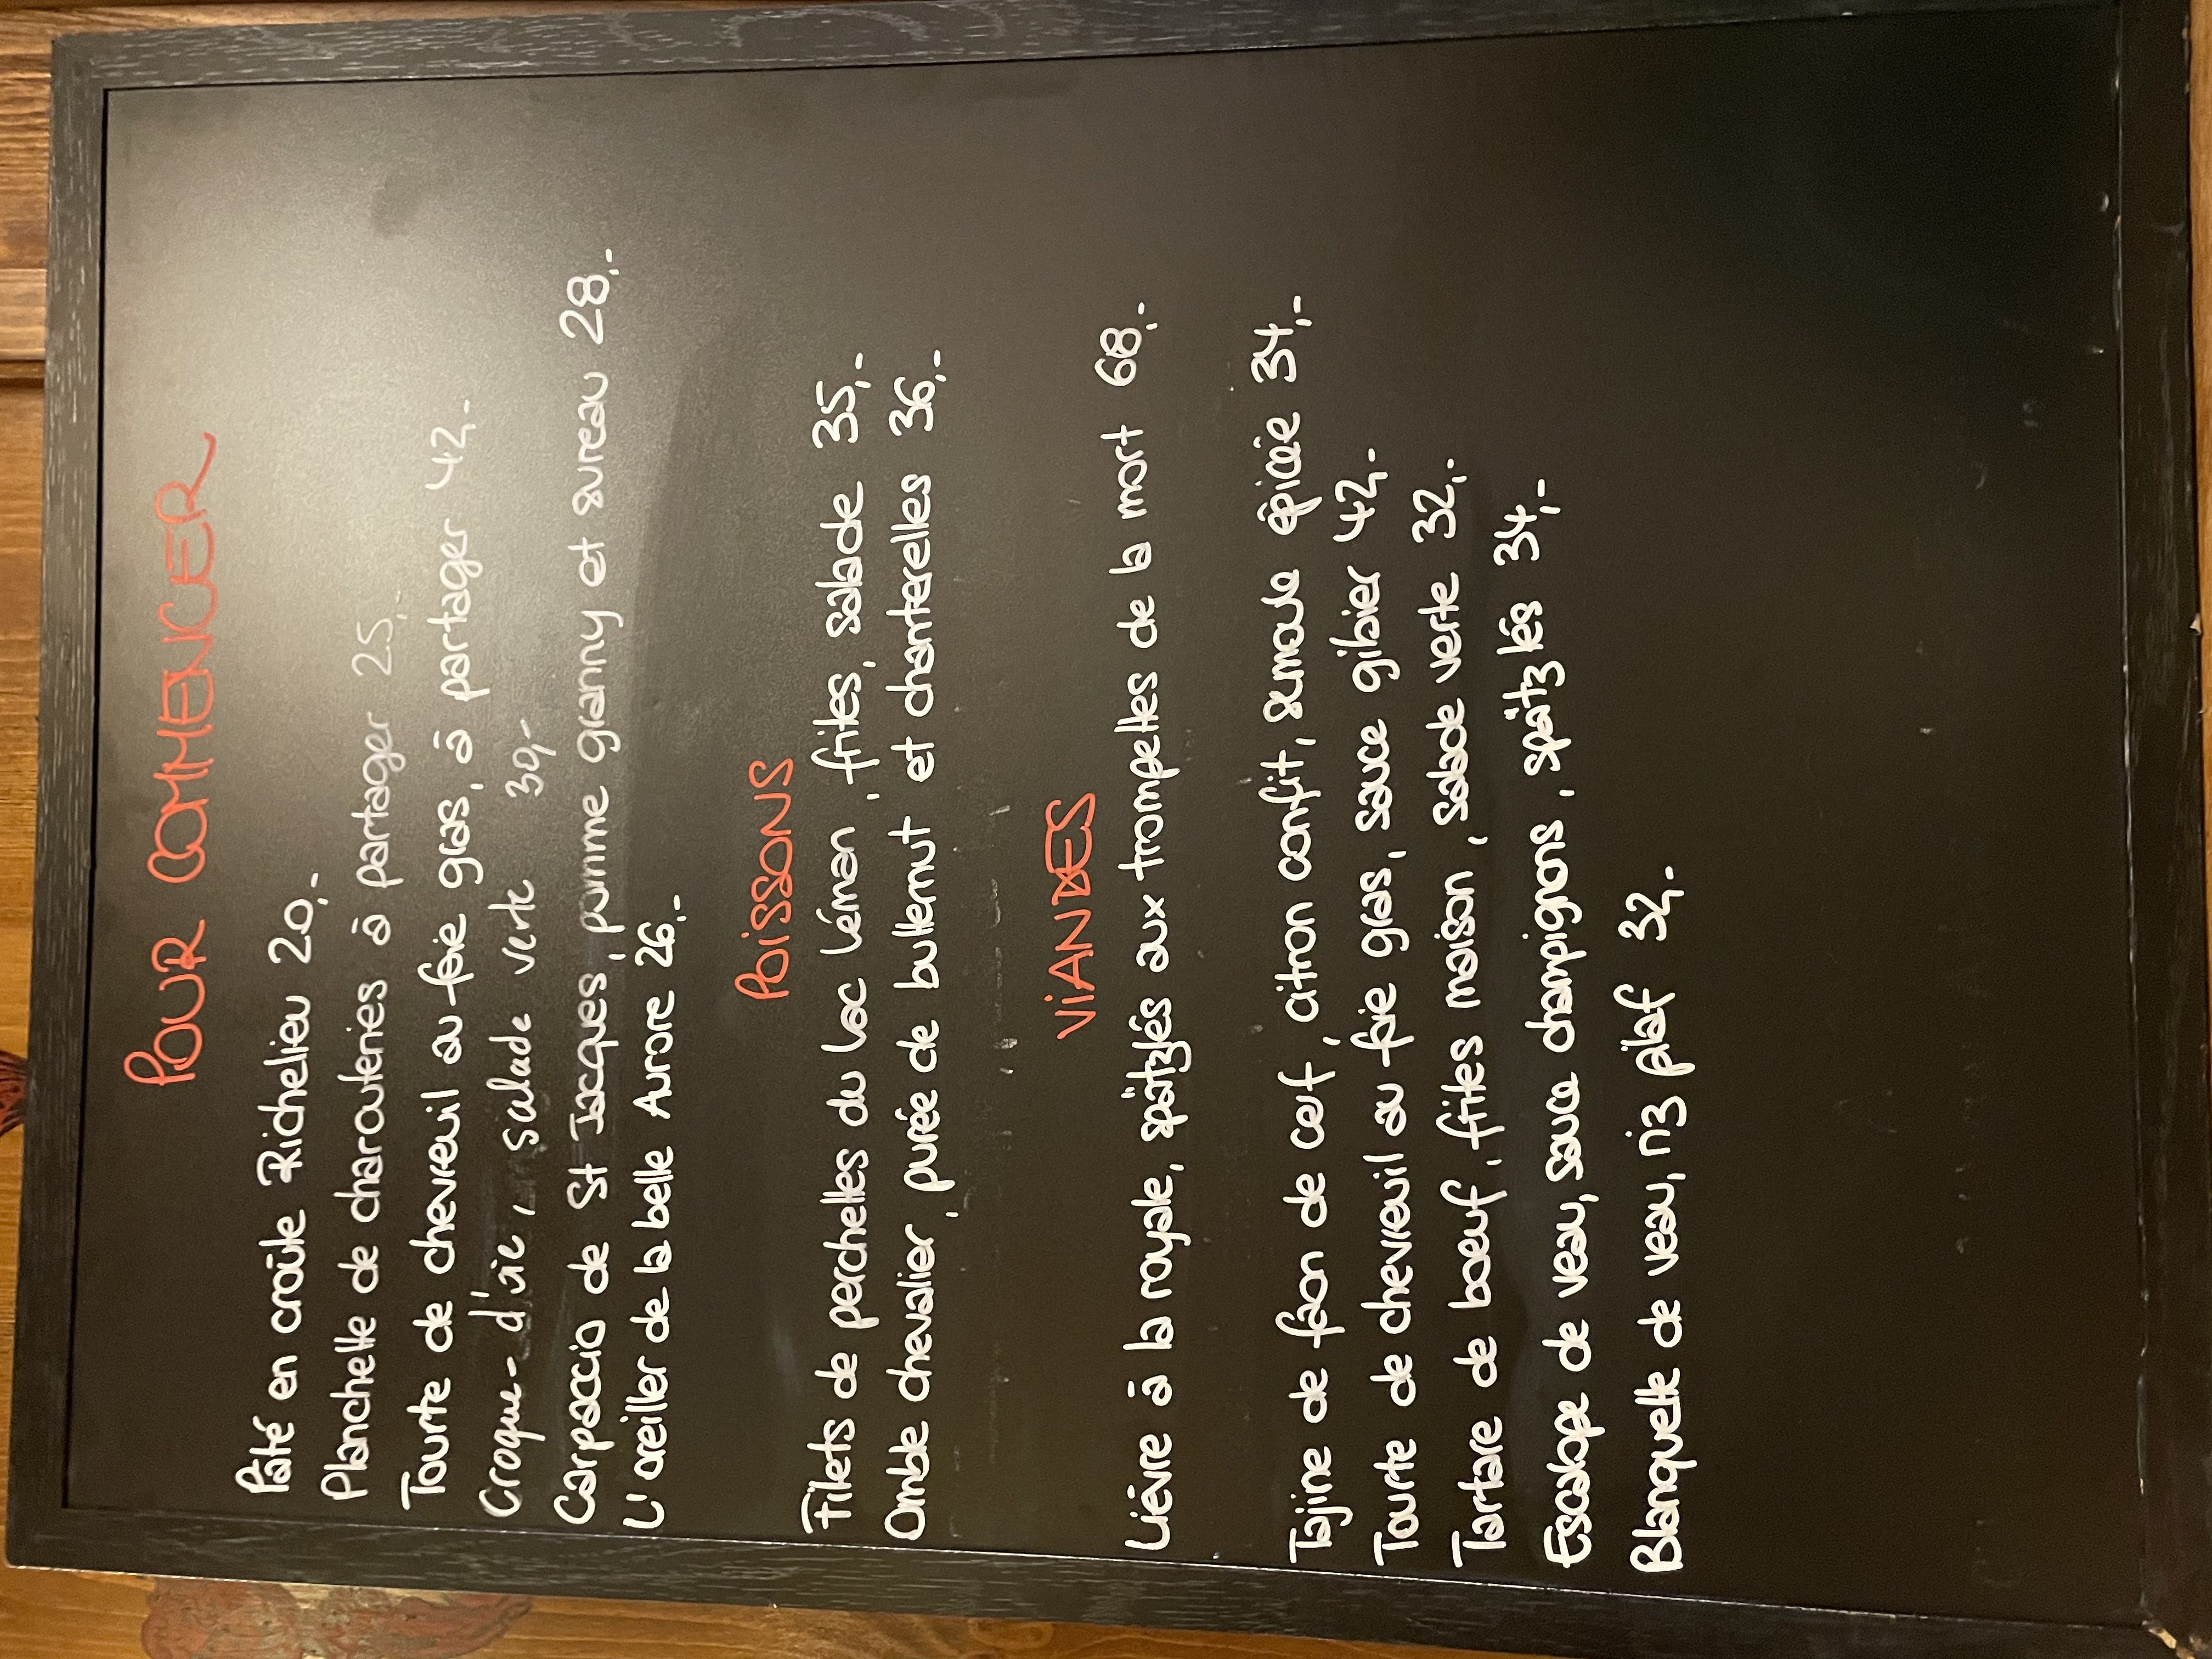 POUR COMMENCER
Pâté en croûte Richelieu 20,-
Planchette de charcuteries à partager 25,-
Tourte de chevreuil au foie gras, à partager 42,-
Croque-d'oie, salade verte 30,-
Carpaccio de St Jacques, pomme granny et sureau 28,-
L'oreiller de la belle Aurore 26,-
POISSONS
Filets de perchettes du lac Léman, frites, salade 35,-
Omble chevalier, purée de butternut et chanterelles 36,-
VIANDES
Lièvre à la royale, spätzlés aux trompettes de la mort 68,-
Tajine de faon de cerf, citron confit, semoule épicée 34,-
Tourte de chevreuil au foie gras, sauce gibier 42,-
Tartare de boeuf, frites maison, salade verte 32,-
Escalope de veau, sauce champignons, spätzlés 34,-
Blanquette de veau, riz pilaf 32,-